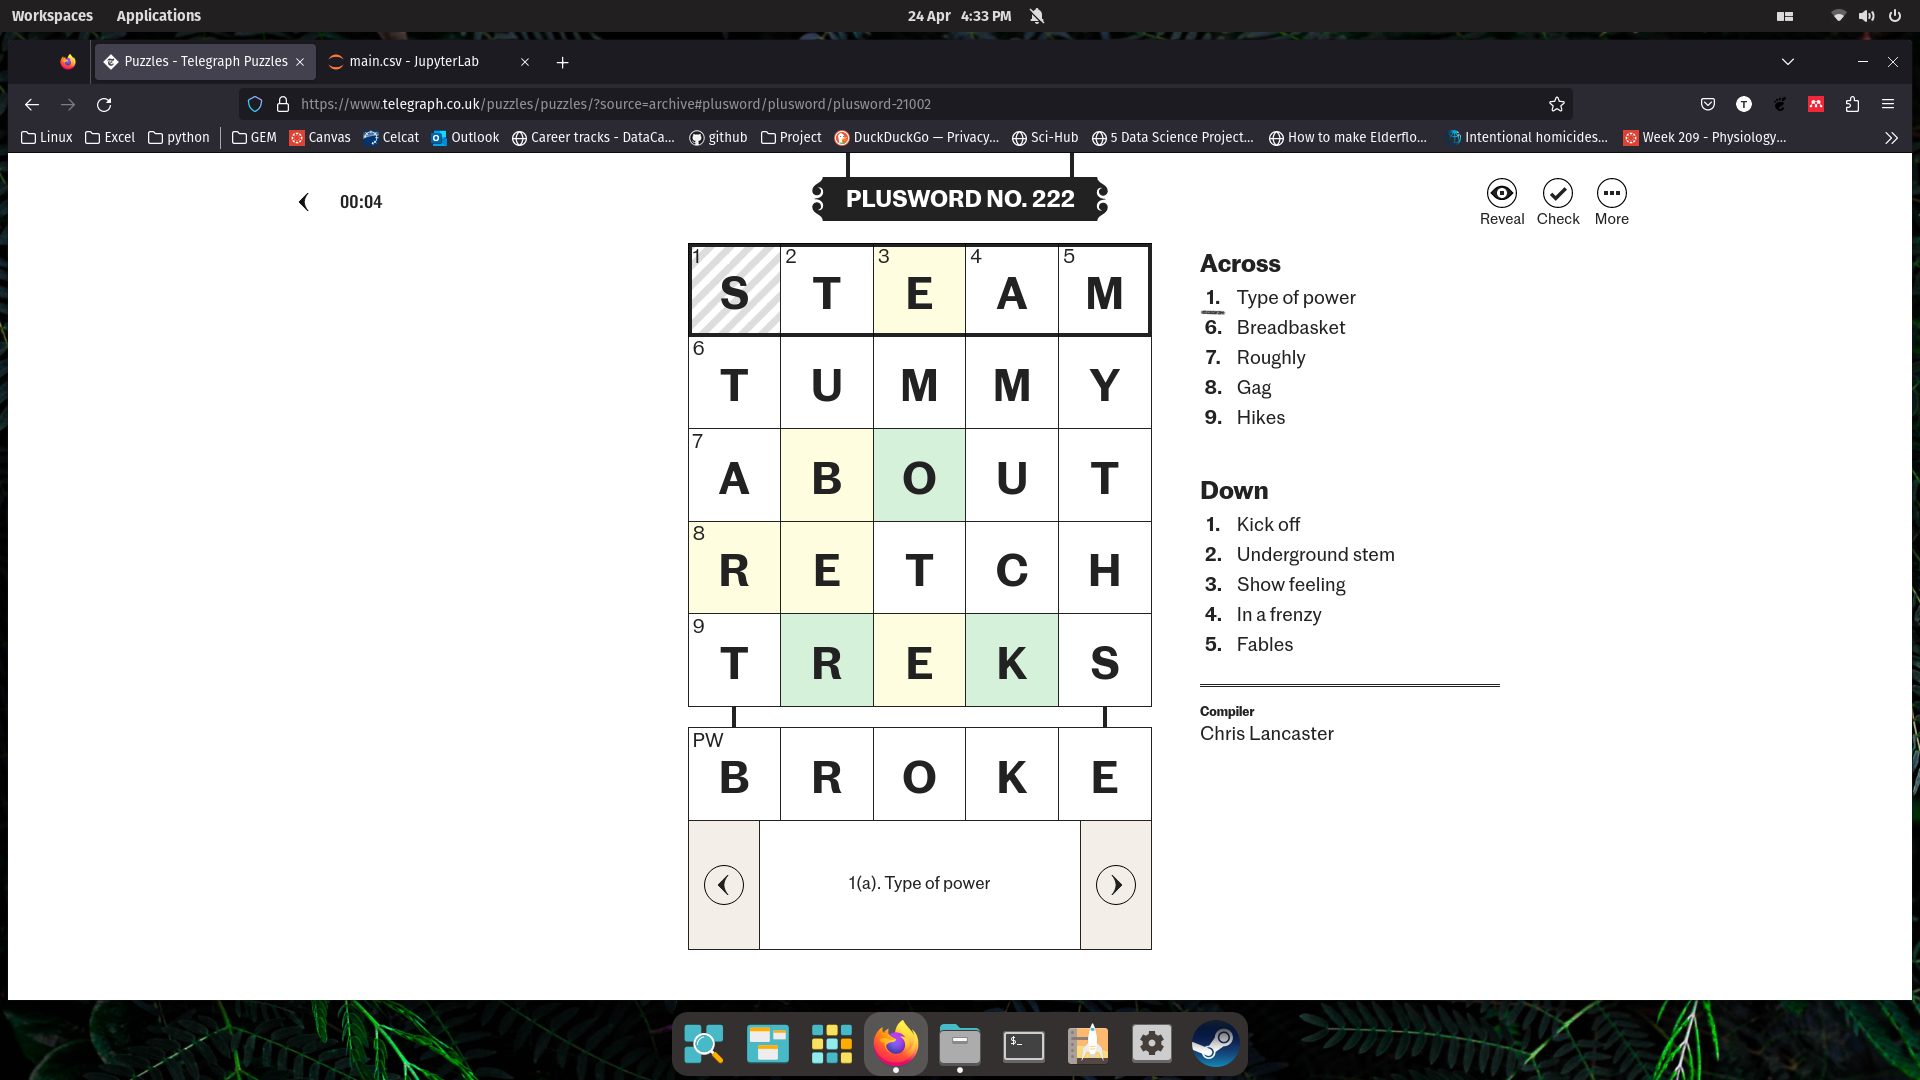 Workspaces Applications 24 Apr 4:33 PM
Puzzles - Telegraph Puzzles main.csv - JupyterLab
https://www.telegraph.co.uk/puzzles/puzzles/?source=archive#plusword/plusword/plusword-21002
Linux Excel python GEM Canvas Celcat Outlook Career tracks - DataCa... github Project DuckDuckGo — Privacy... Sci-Hub 5 Data Science Project... How to make Elderflo... Intentional homicides... Week 209 - Physiology...
00:04
PLUSWORD NO. 222
Reveal Check More
1 S 2 T 3 E 4 A 5 M
6 T U M M Y
7 A B O U T
8 R E T C H
9 T R E K S
PW B R O K E
1(a). Type of power
Across
1. Type of power
6. Breadbasket
7. Roughly
8. Gag
9. Hikes
Down
1. Kick off
2. Underground stem
3. Show feeling
4. In a frenzy
5. Fables
Compiler
Chris Lancaster
$_